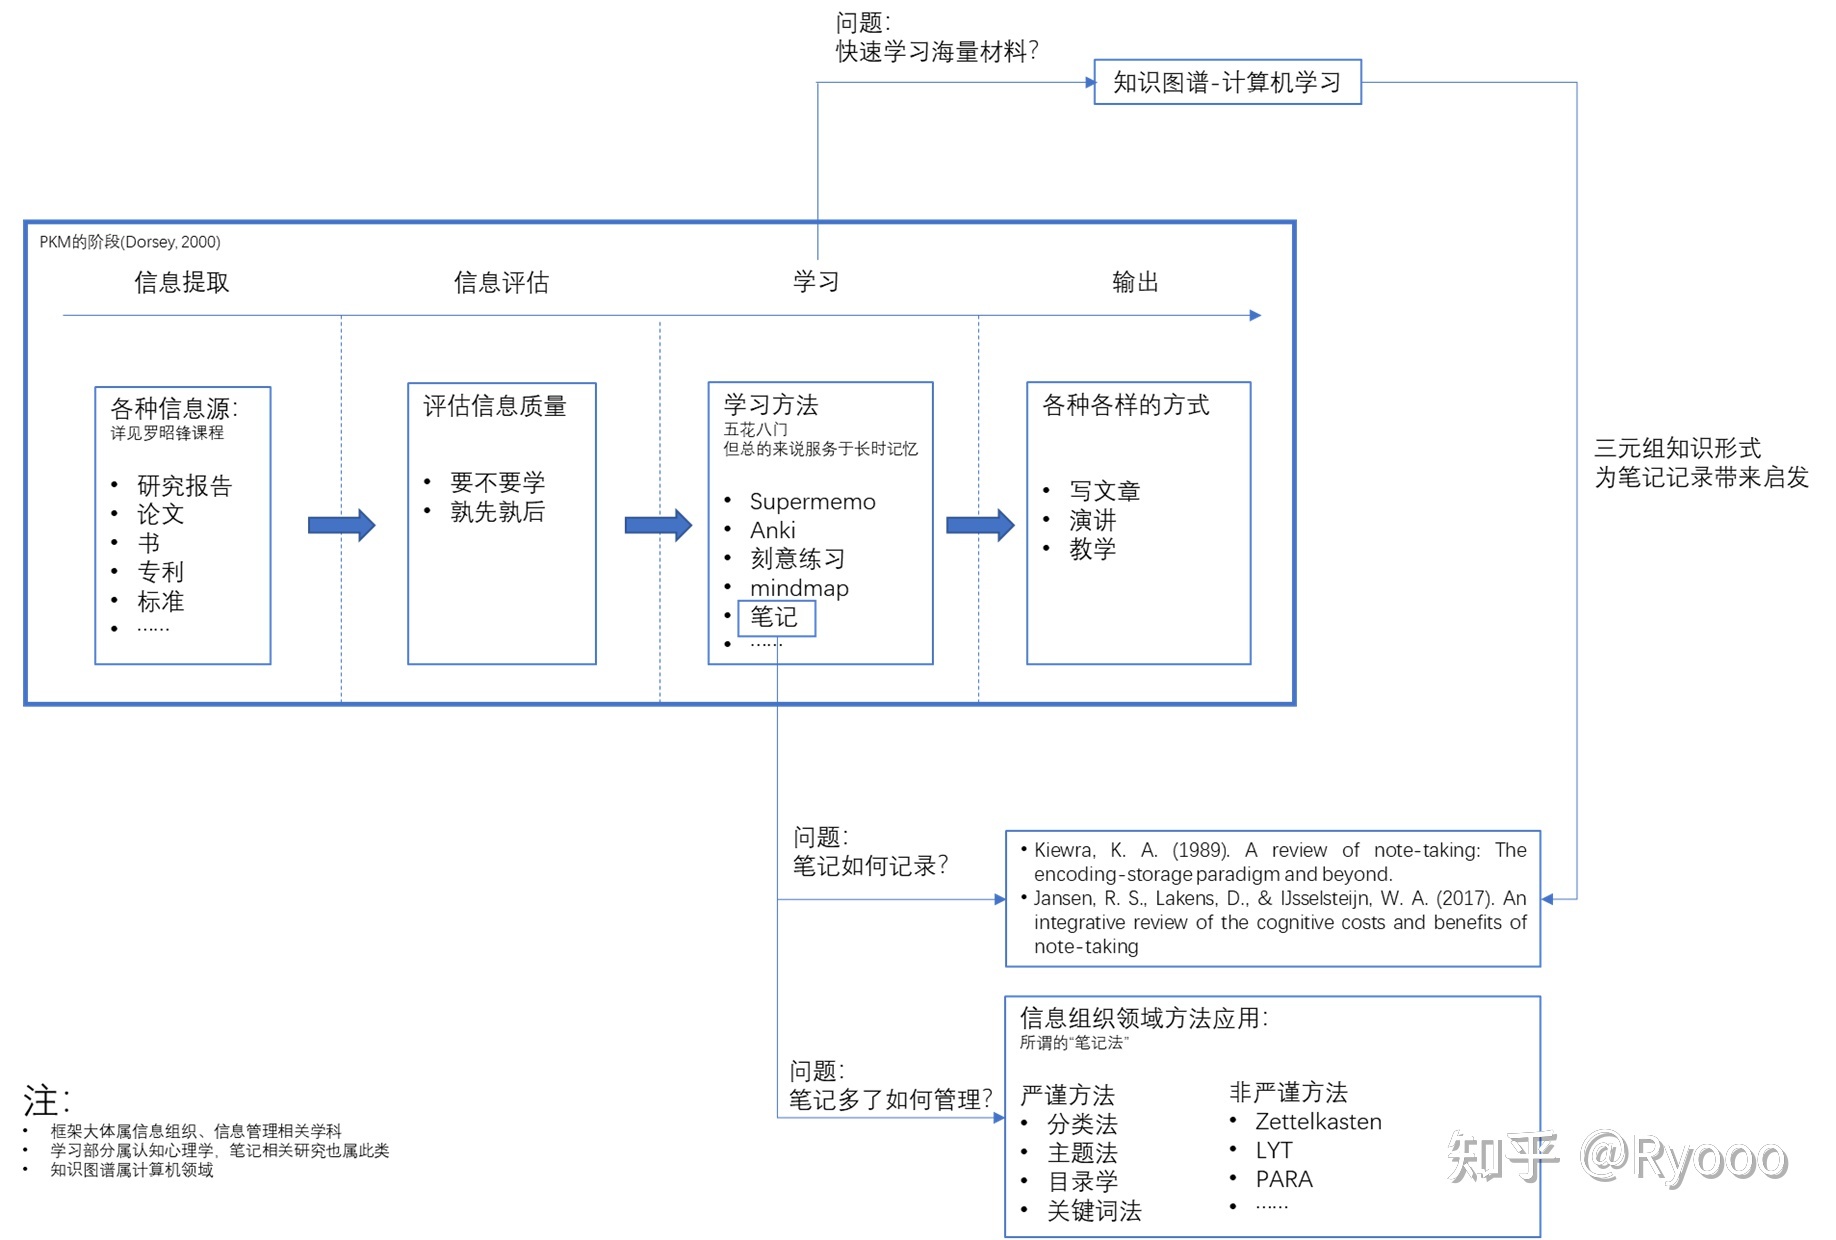 问题：
快速学习海量材料？
知识图谱-计算机学习
PKM的阶段(Dorsey, 2000)
信息提取
信息评估
学习
输出
各种信息源：
详见罗昭锋课程
• 研究报告
• 论文
• 书
• 专利
• 标准
• ……
评估信息质量
• 要不要学
• 孰先孰后
学习方法
五花八门
但总的来说服务于长时记忆
• Supermemo
• Anki
• 刻意练习
• mindmap
• 笔记
• ……
各种各样的方式
• 写文章
• 演讲
• 教学
三元组知识形式
为笔记记录带来启发
问题：
笔记如何记录？
• Kiewra, K. A. (1989). A review of note-taking: The
encoding-storage paradigm and beyond.
• Jansen, R. S., Lakens, D., & IJsselsteijn, W. A. (2017). An
integrative review of the cognitive costs and benefits of
note-taking
问题：
笔记多了如何管理？
信息组织领域方法应用：
所谓的“笔记法”
严谨方法
• 分类法
• 主题法
• 目录学
• 关键词法
非严谨方法
• Zettelkasten
• LYT
• PARA
• ……
注：
• 框架大体属信息组织、信息管理相关学科
• 学习部分属认知心理学，笔记相关研究也属此类
• 知识图谱属计算机领域
知乎 @Ryooo